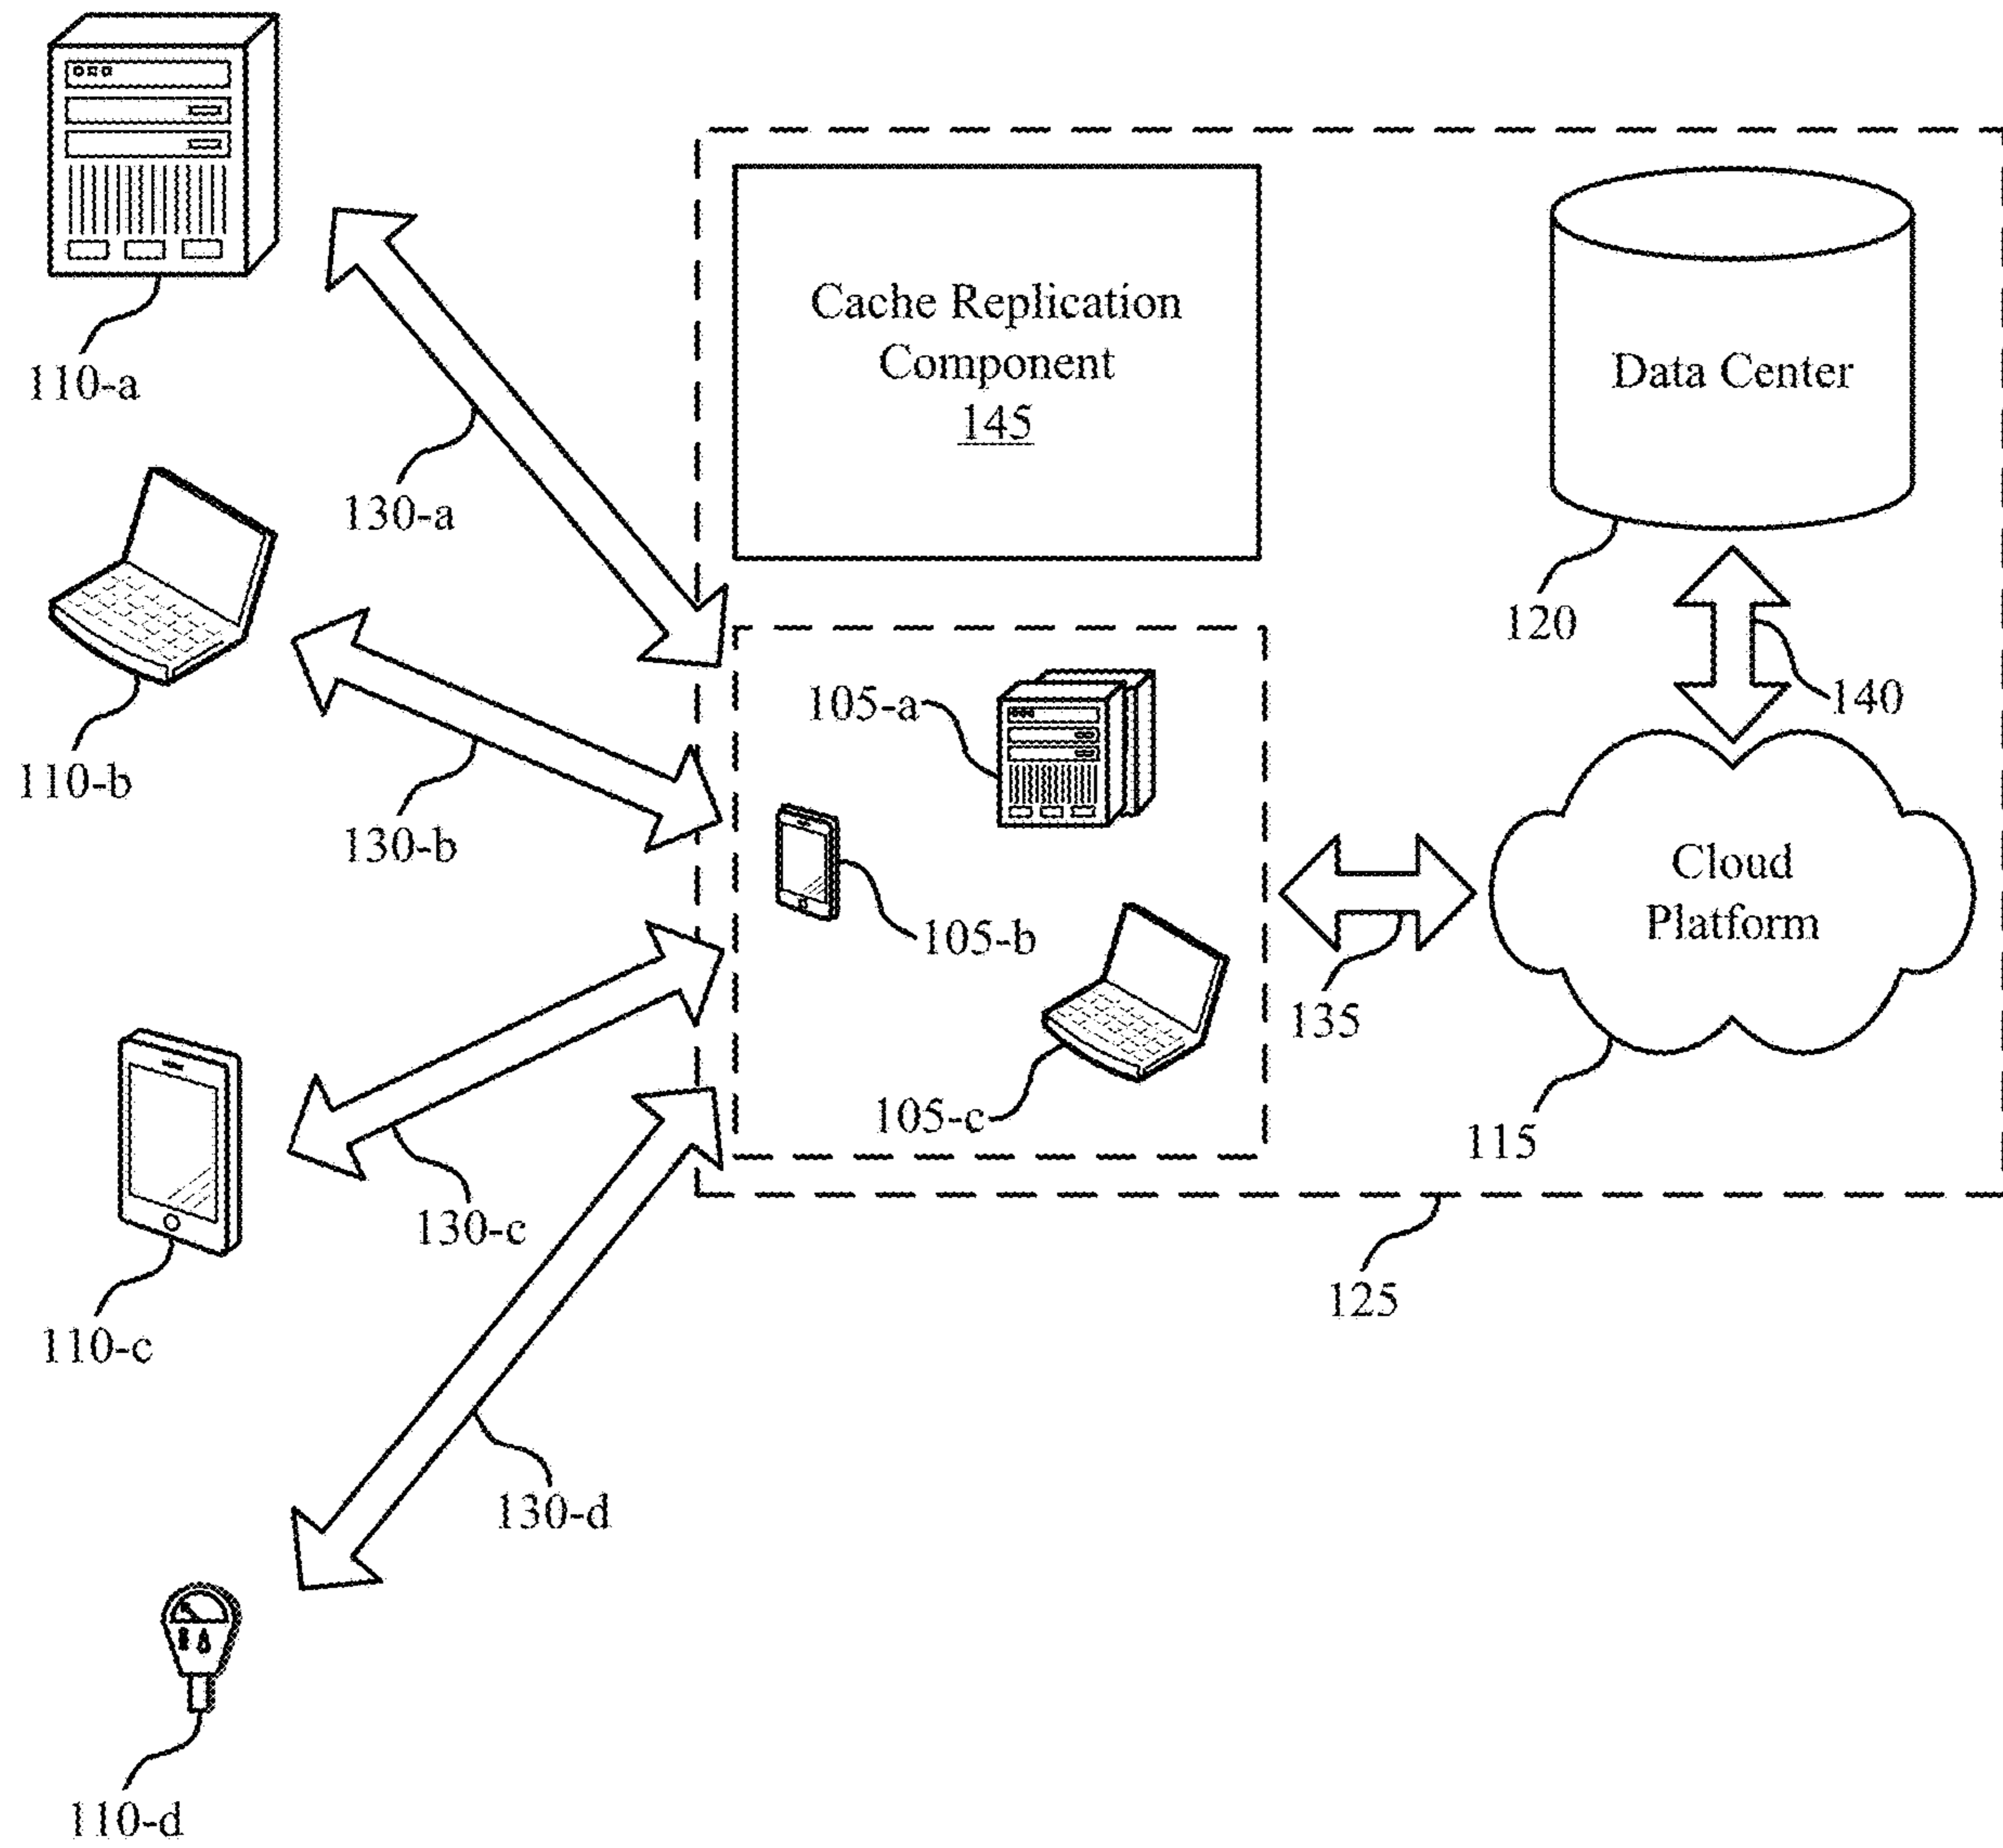 110-a
130-a
Cache Replication
Component
145
Data Center
120
140
110-b
130-b
105-a
105-b
105-c
Cloud
Platform
135
115
110-c
130-c
125
130-d
110-d